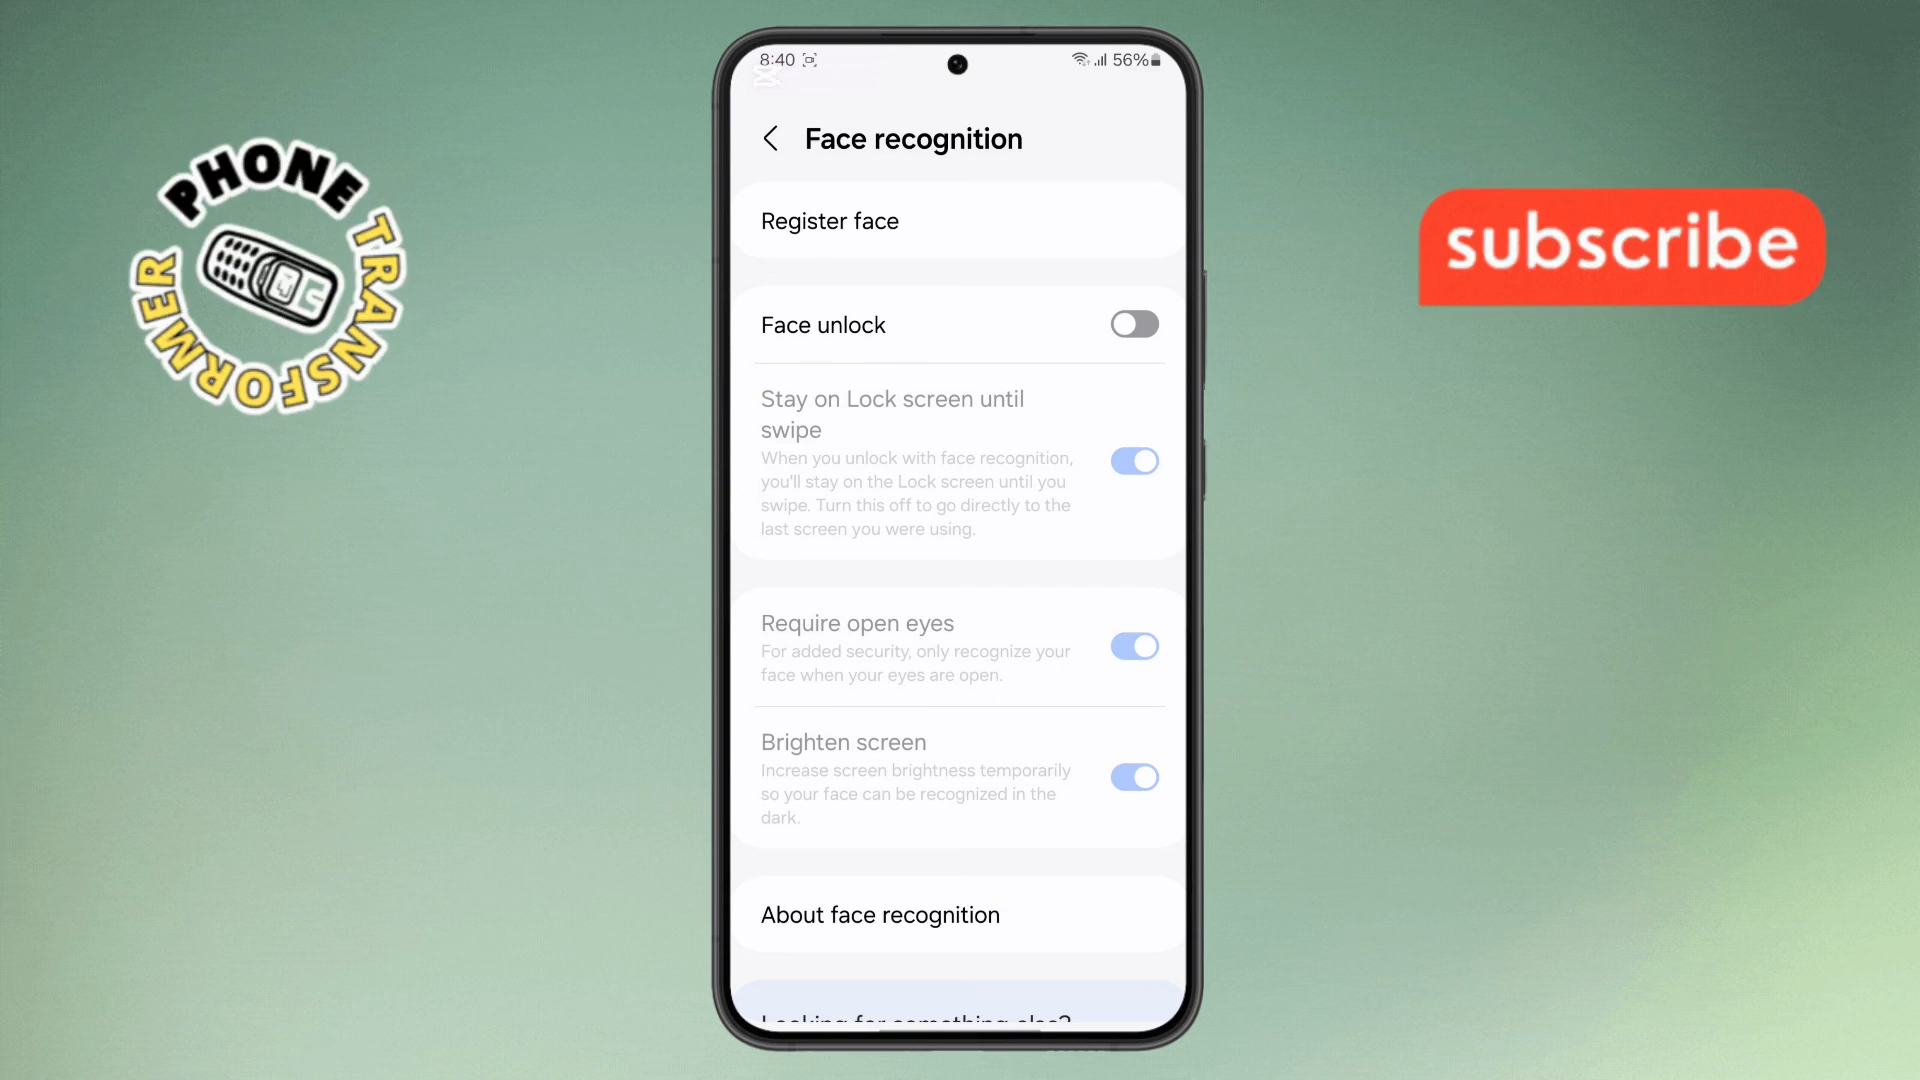 PHONE TRANSFORMER
subscribe
8:40
56%
Face recognition
Register face
Face unlock
Stay on Lock screen until
swipe
When you unlock with face recognition,
you'll stay on the Lock screen until you
swipe. Turn this off to go directly to the
last screen you were using.
Require open eyes
For added security, only recognize your
face when your eyes are open.
Brighten screen
Increase screen brightness temporarily
so your face can be recognized in the
dark.
About face recognition
Looking for something else?